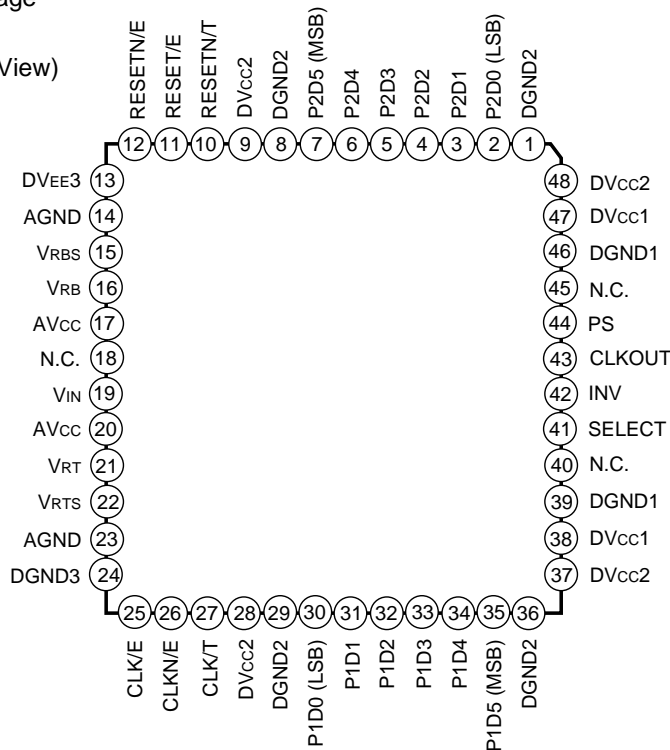 age
View)
RESETN/E
RESET/E
RESETN/T
DVCC2
DGND2
P2D5 (MSB)
P2D4
P2D3
P2D2
P2D1
P2D0 (LSB)
DGND2
12 11 10 9 8 7 6 5 4 3 2 1
DVEE3 13
AGND 14
VRBS 15
VRB 16
AVCC 17
N.C. 18
VIN 19
AVCC 20
VRT 21
VRTS 22
AGND 23
DGND3 24
48 DVCC2
47 DVCC1
46 DGND1
45 N.C.
44 PS
43 CLKOUT
42 INV
41 SELECT
40 N.C.
39 DGND1
38 DVCC1
37 DVCC2
25 26 27 28 29 30 31 32 33 34 35 36
CLK/E
CLKN/E
CLK/T
DVCC2
DGND2
P1D0 (LSB)
P1D1
P1D2
P1D3
P1D4
P1D5 (MSB)
DGND2